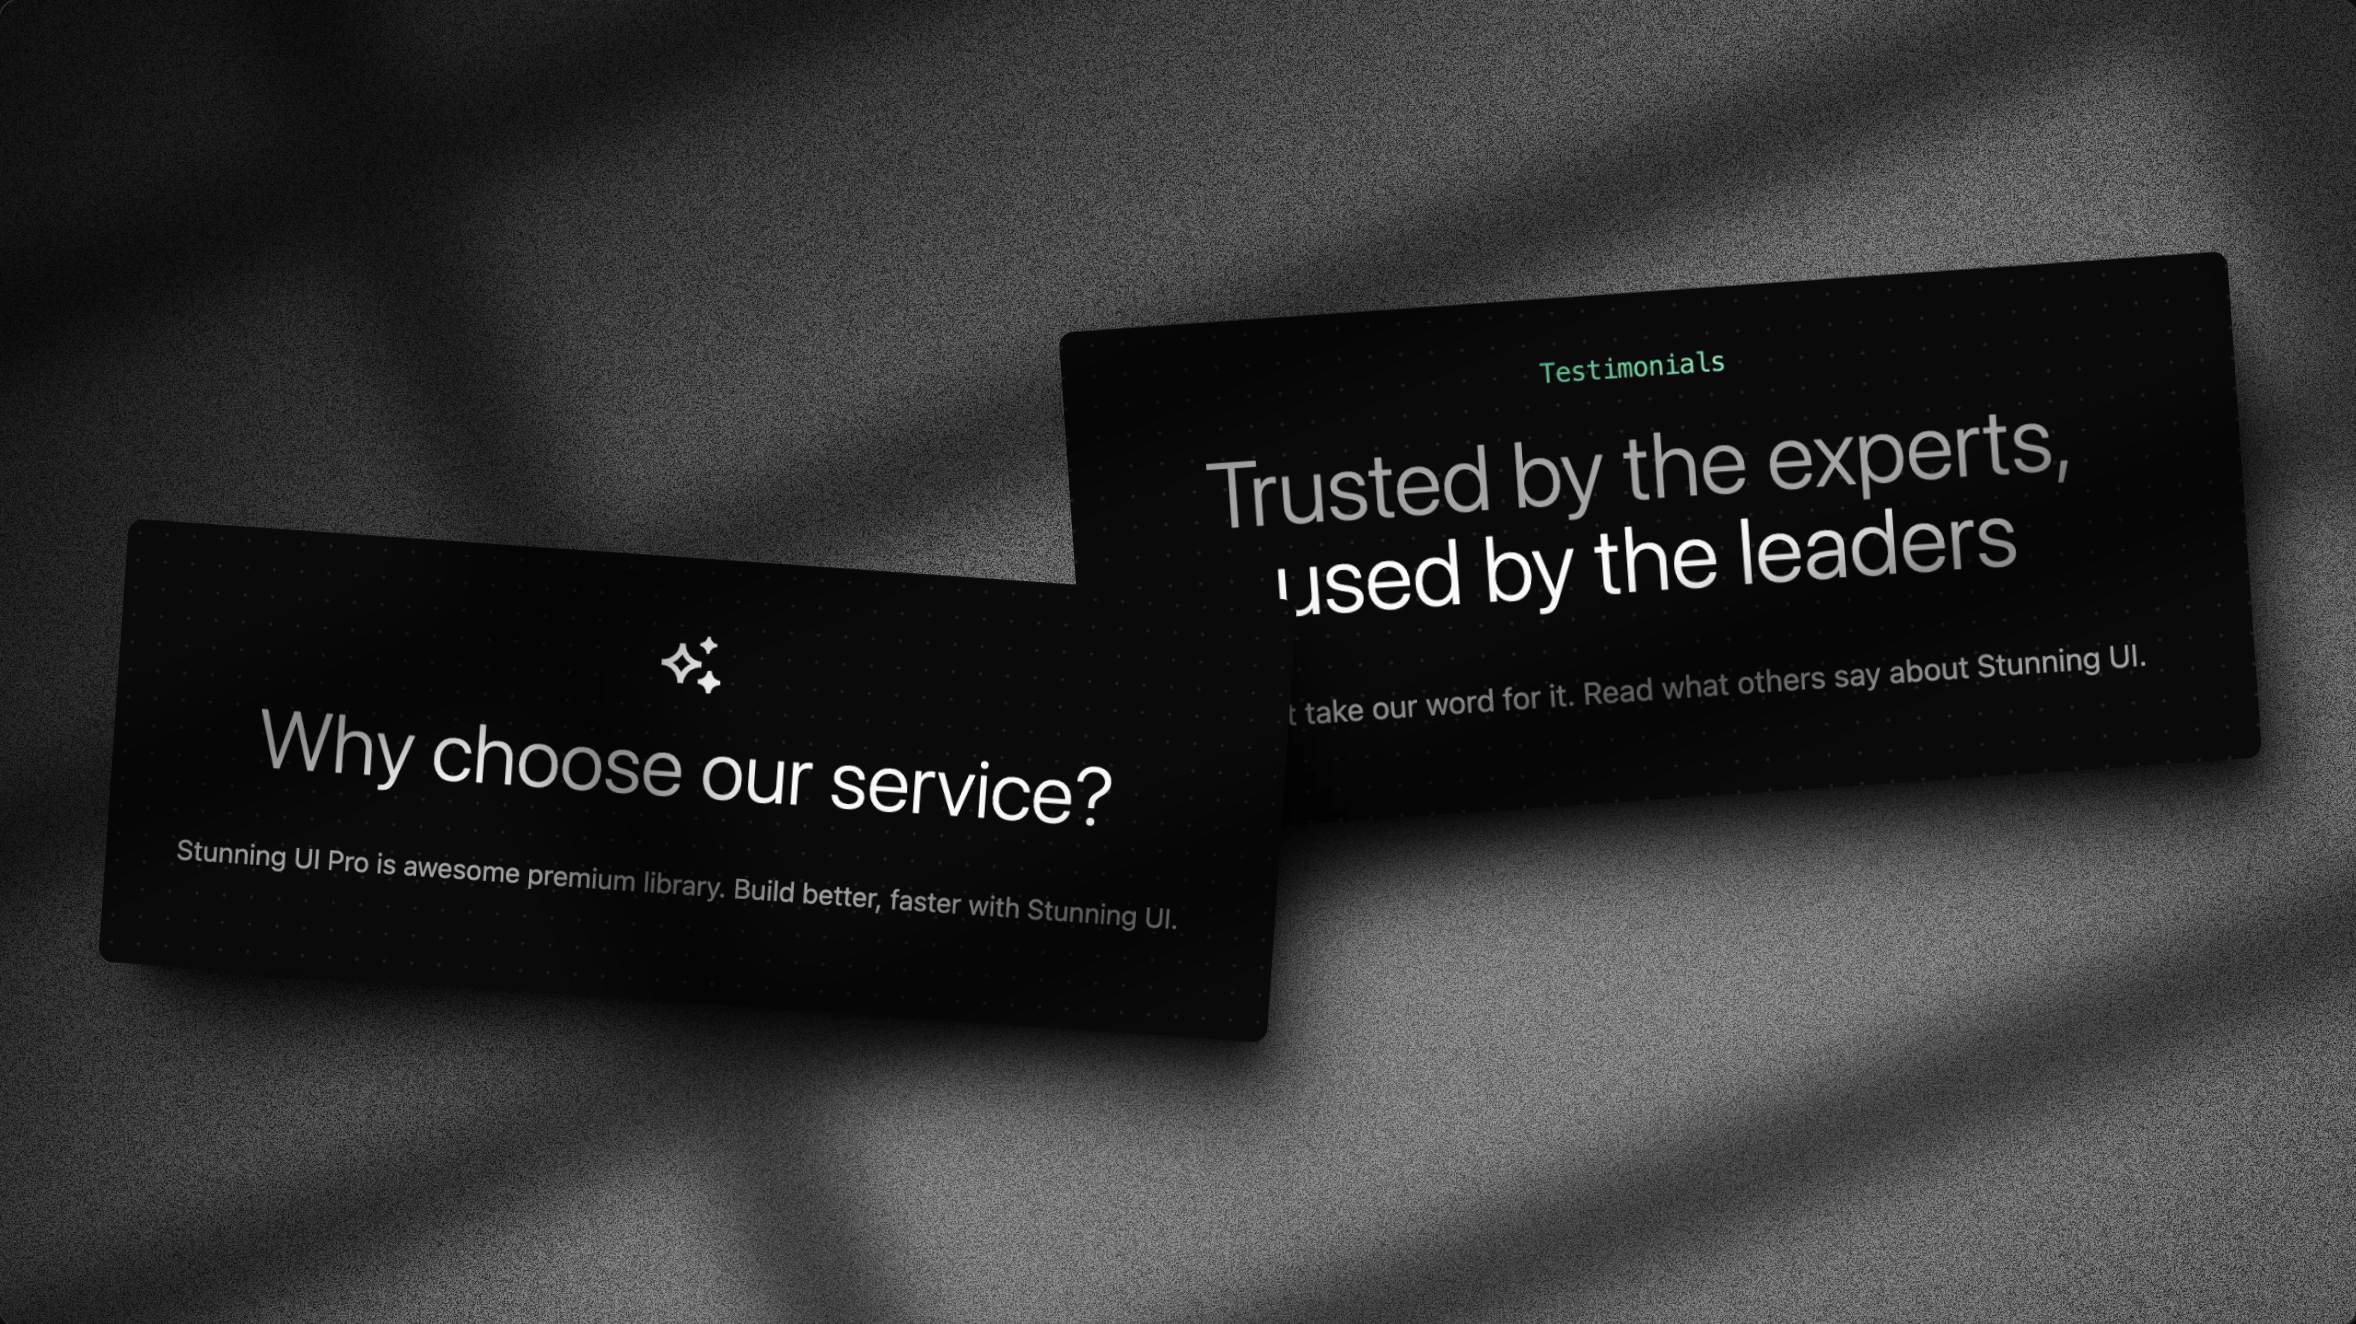 Testimonials
Trusted by the experts,
used by the leaders
take our word for it. Read what others say about Stunning UI.
Why choose our service?
Stunning UI Pro is awesome premium library. Build better, faster with Stunning UI.